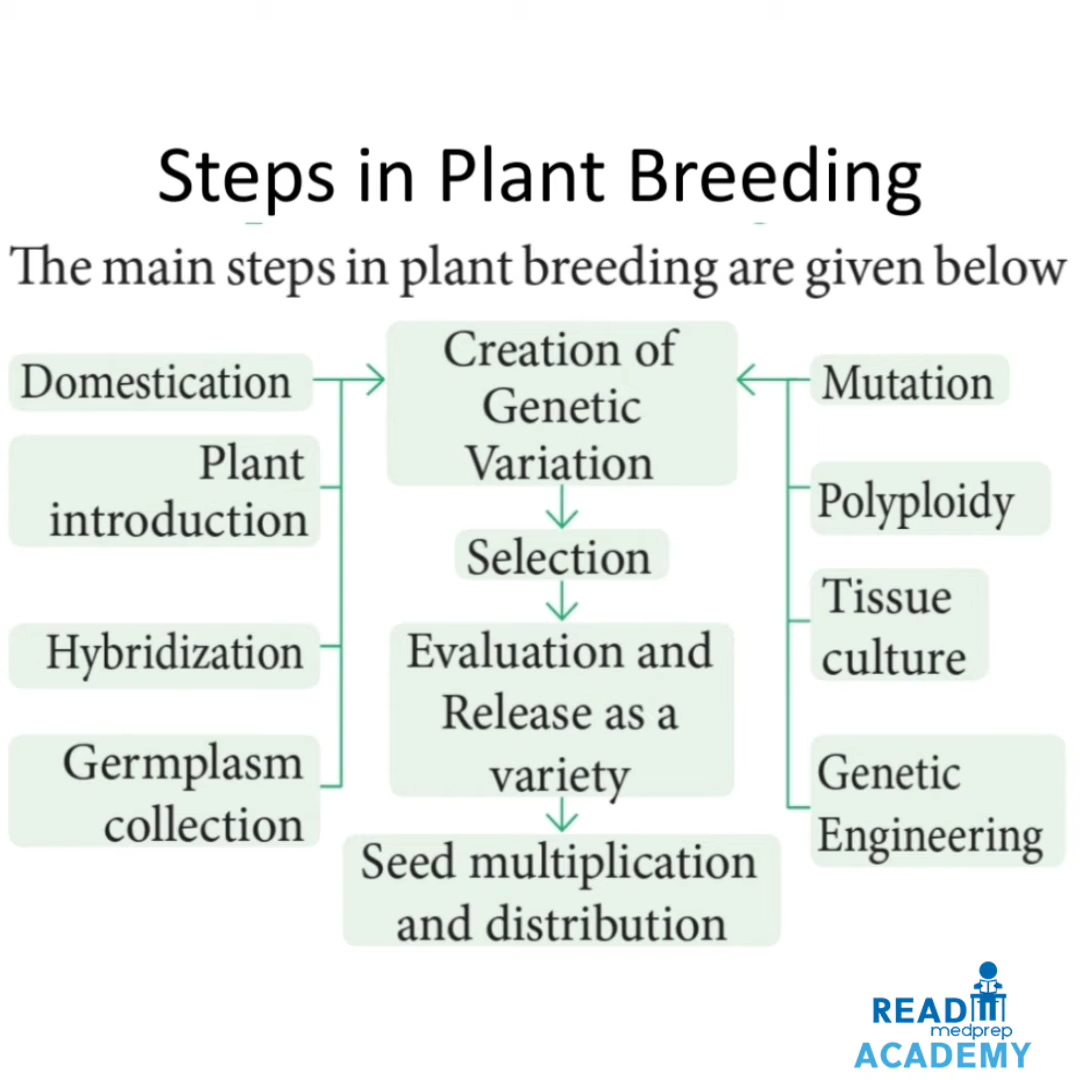 Steps in Plant Breeding
The main steps in plant breeding are given below
Domestication
Plant
introduction
Hybridization
Germplasm
collection
Creation of
Genetic
Variation
Selection
Evaluation and
Release as a
variety
Seed multiplication
and distribution
Mutation
Polyploidy
Tissue
culture
Genetic
Engineering
READ
medprep
ACADEMY